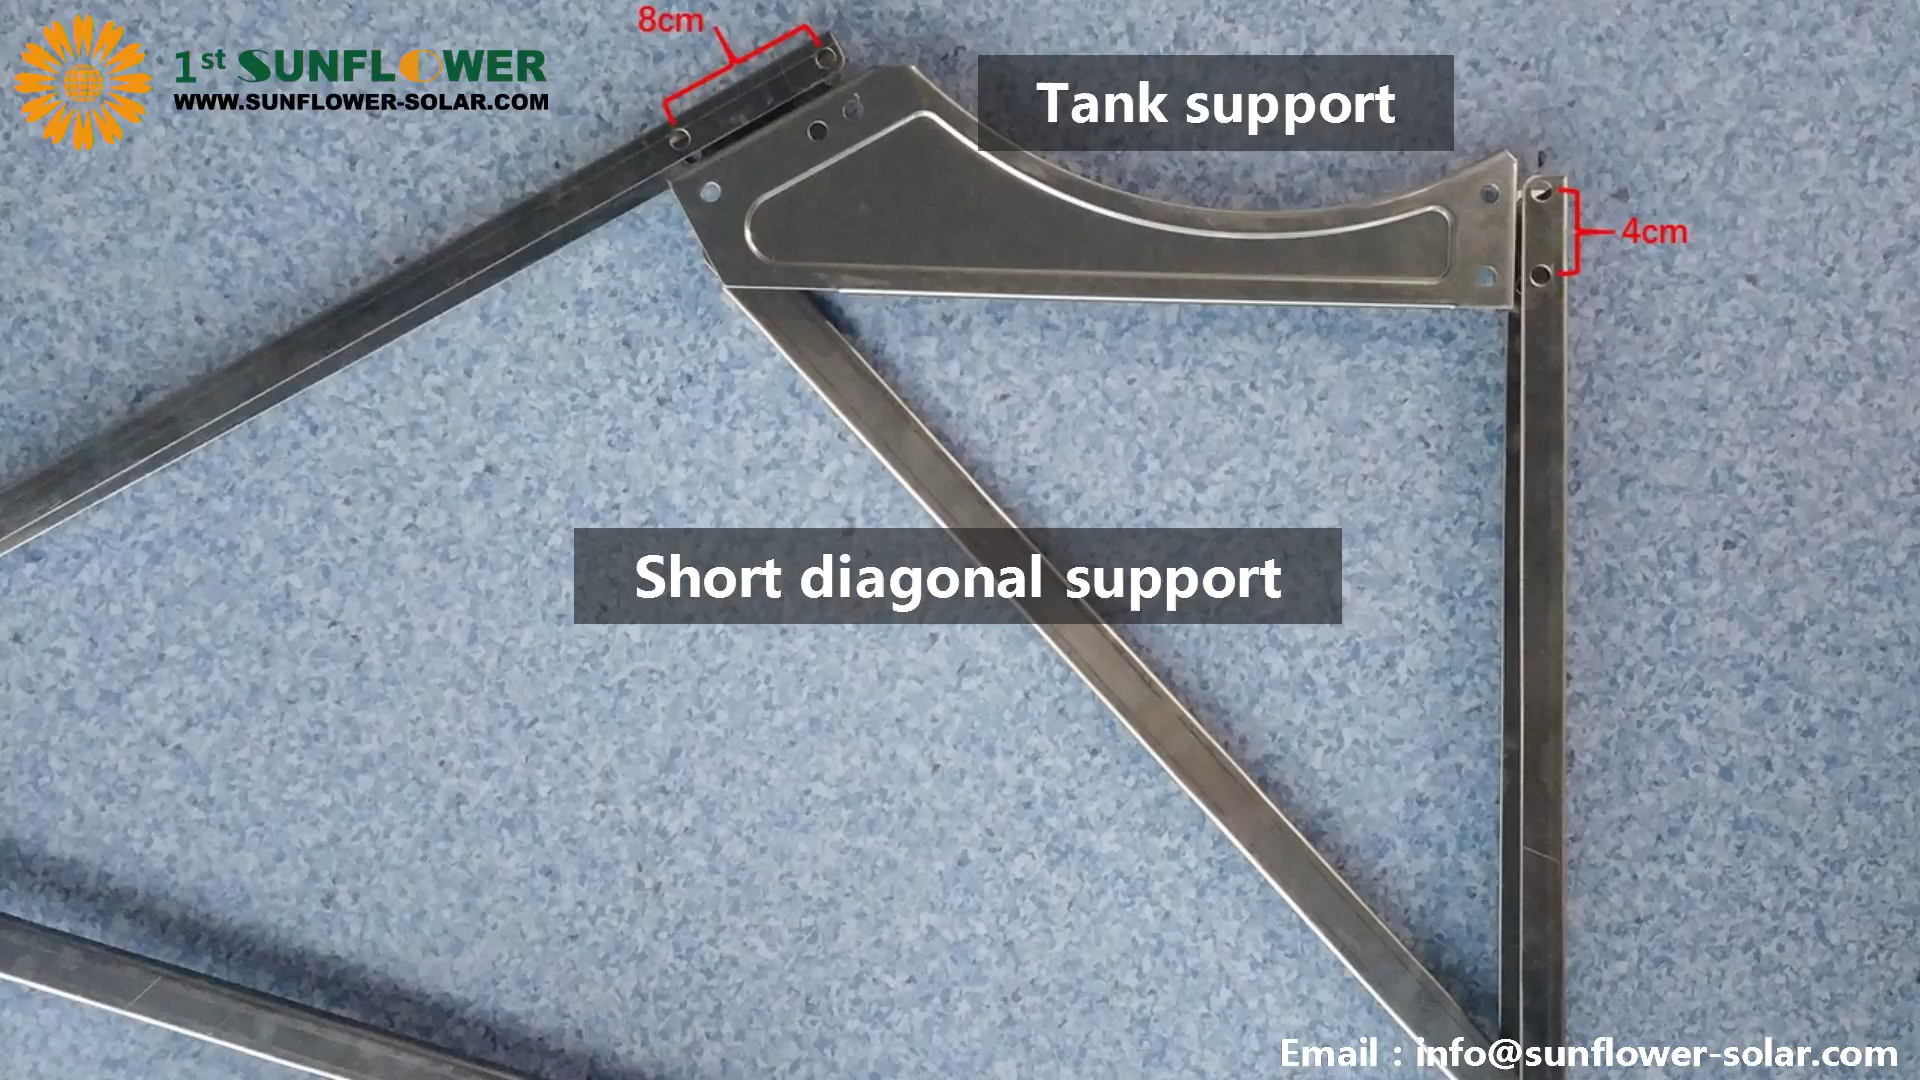 8cm
1st SUNFLOWER
WWW.SUNFLOWER-SOLAR.COM
Tank support
4cm
Short diagonal support
Email : info@sunflower-solar.com